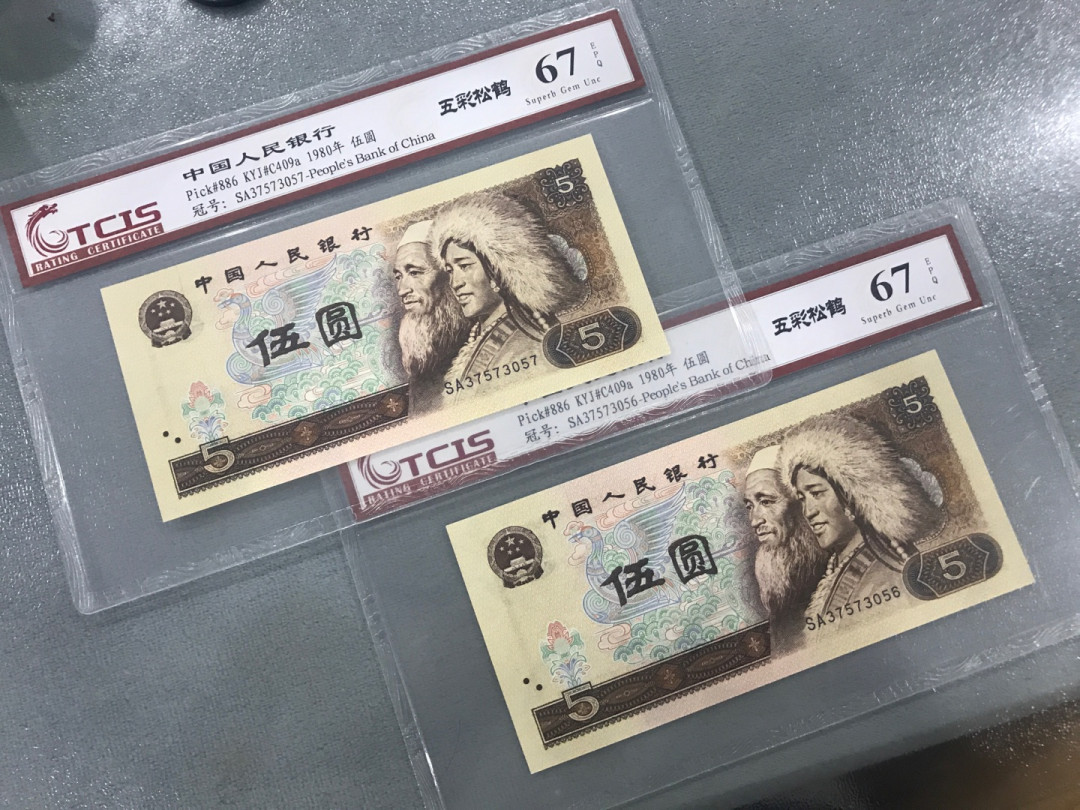 TCIS
RATING CERTIFICATE
中国人民银行
Pick#886 KYJ#C409a 1980年 伍圆
冠号: SA37573057-People's Bank of China
五彩松鹤
67
EPQ
Superb Gem Unc
中国人民银行
伍圆
5
5
5
SA37573057
TCIS
RATING CERTIFICATE
Pick#886 KYJ#C409a 1980年 伍圆
冠号: SA37573056-People's Bank of China
五彩松鹤
67
EPQ
Superb Gem Unc
中国人民银行
伍圆
5
5
5
SA37573056